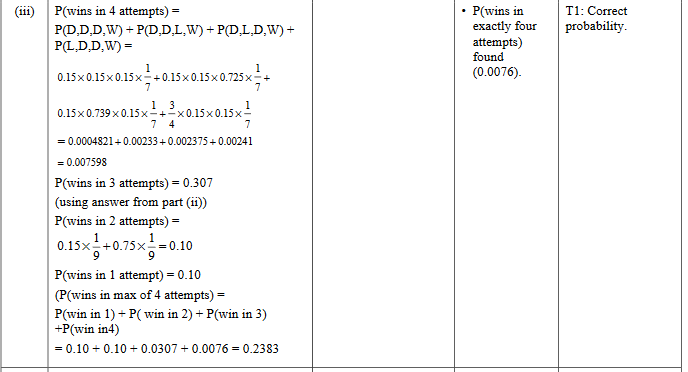 (iii)
P(wins in 4 attempts) =
P(D,D,D,W) + P(D,D,L,W) + P(D,L,D,W) +
P(L,D,D,W) =
0.15×0.15×0.15×1/7+0.15×0.15×0.725×1/7+
0.15×0.739×0.15×1/7+3/4×0.15×0.15×1/7
= 0.0004821+0.00233+0.002375+0.00241
= 0.007598
P(wins in 3 attempts) = 0.307
(using answer from part (ii))
P(wins in 2 attempts) =
0.15×1/9+0.75×1/9=0.10
P(wins in 1 attempt) = 0.10
(P(wins in max of 4 attempts) =
P(win in 1) + P( win in 2) + P(win in 3)
+P(win in4)
= 0.10 + 0.10 + 0.0307 + 0.0076 = 0.2383
• P(wins in
exactly four
attempts)
found
(0.0076).
T1: Correct
probability.